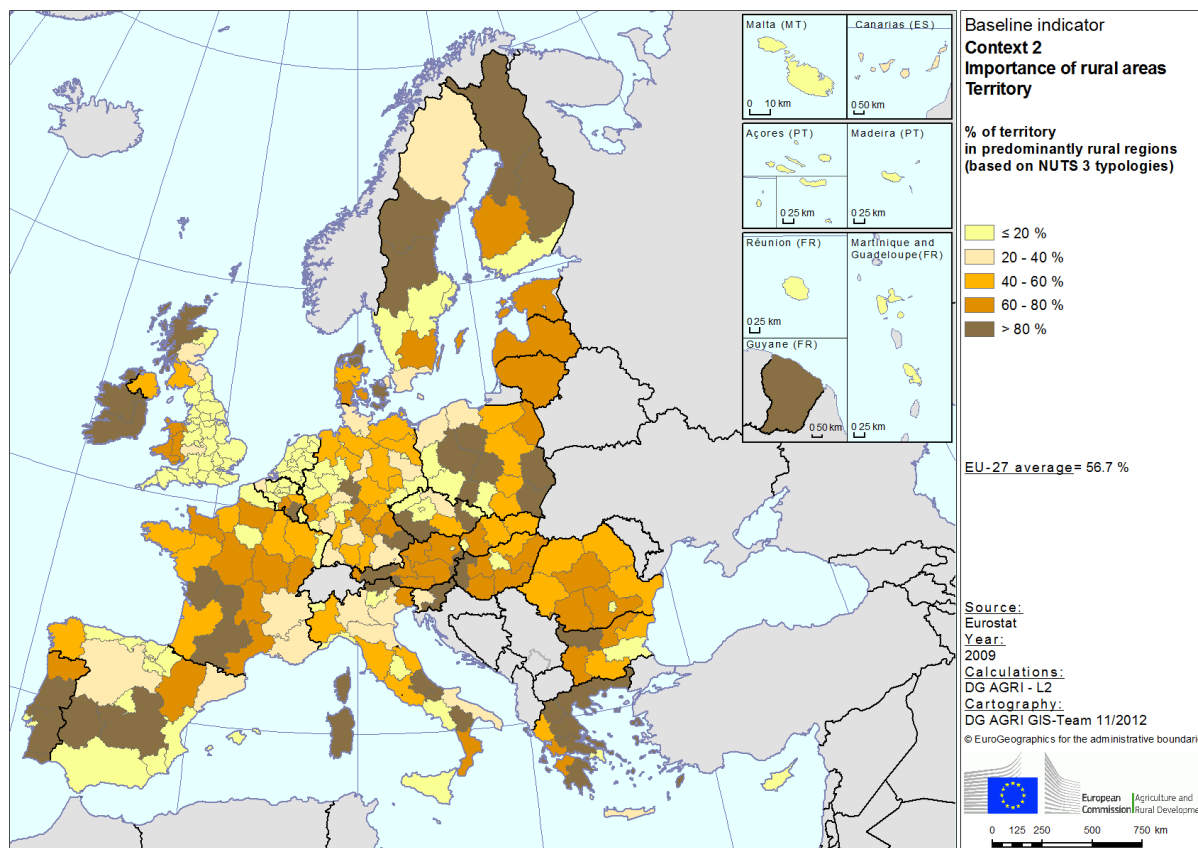 Malta (MT)
0 10 km
Canarias (ES)
0 50 km
Açores (PT)
0 25 km
Madeira (PT)
0 25 km
Réunion (FR)
0 25 km
Martinique and
Guadeloupe(FR)
0 25 km
Guyane (FR)
0 50 km
Baseline indicator
Context 2
Importance of rural areas
Territory
% of territory
in predominantly rural regions
(based on NUTS 3 typologies)
≤ 20 %
20 - 40 %
40 - 60 %
60 - 80 %
> 80 %
EU-27 average= 56.7 %
Source:
Eurostat
Year:
2009
Calculations:
DG AGRI - L2
Cartography:
DG AGRI GIS-Team 11/2012
© EuroGeographics for the administrative boundarie
European
Commission
Agriculture and
Rural Developme
0 125 250 500 750 km